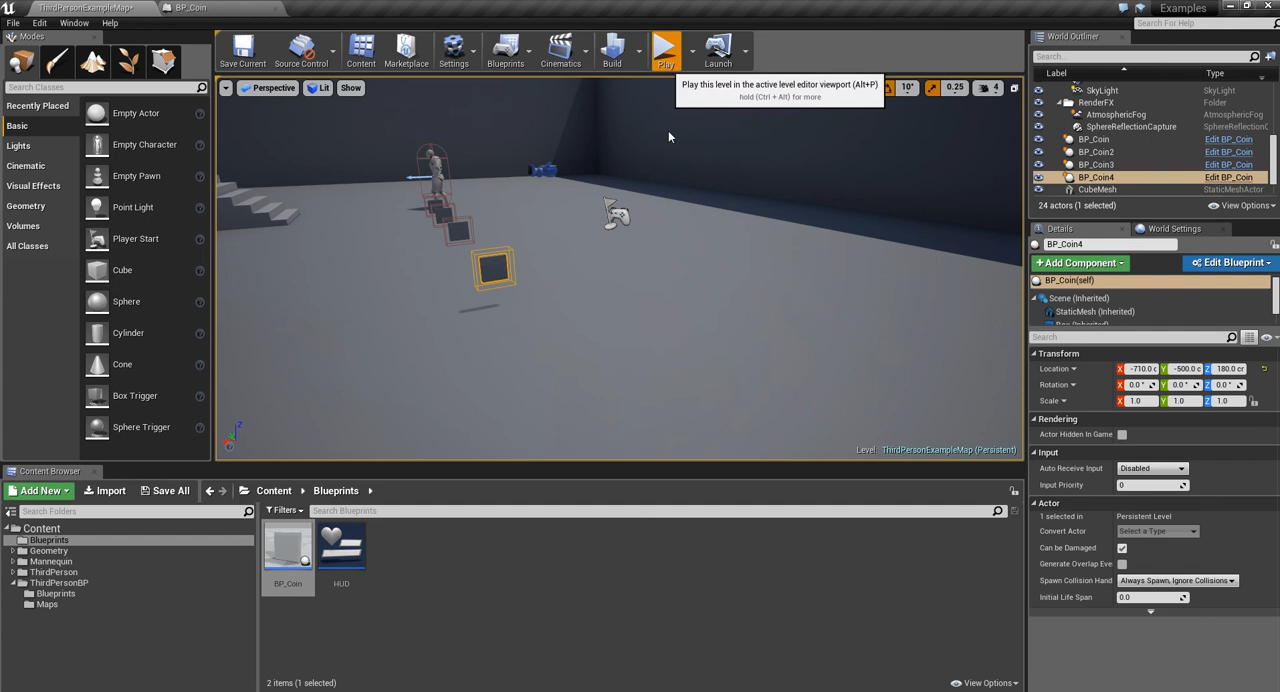 ThirdPersonExampleMap*
BP_Coin
Examples
File Edit Window Help
Search For Help
Modes
Save Current
Source Control
Content
Marketplace
Settings
Blueprints
Cinematics
Build
Play
Launch
Search Classes
Recently Placed
Basic
Lights
Cinematic
Visual Effects
Geometry
Volumes
All Classes
Empty Actor
Empty Character
Empty Pawn
Point Light
Player Start
Cube
Sphere
Cylinder
Cone
Box Trigger
Sphere Trigger
Perspective
Lit
Show
Play this level in the active level editor viewport (Alt+P)
hold (Ctrl + Alt) for more
10°
0.25
4
Level: ThirdPersonExampleMap (Persistent)
World Outliner
Search...
Label Type
SkyLight SkyLight
RenderFX Folder
AtmosphericFog AtmosphericFog
SphereReflectionCapture SphereReflectionC
BP_Coin Edit BP_Coin
BP_Coin2 Edit BP_Coin
BP_Coin3 Edit BP_Coin
BP_Coin4 Edit BP_Coin
CubeMesh StaticMeshActor
24 actors (1 selected)
View Options
Details
World Settings
BP_Coin4
+Add Component
Edit Blueprint
BP_Coin(self)
Scene (Inherited)
StaticMesh (Inherited)
Search
Transform
Location X -710.0 c Y -500.0 c Z 180.0 cr
Rotation X 0.0 ° Y 0.0 ° Z 0.0 °
Scale X 1.0 Y 1.0 Z 1.0
Rendering
Actor Hidden In Game
Input
Auto Receive Input Disabled
Input Priority 0
Actor
1 selected in Persistent Level
Convert Actor Select a Type
Can be Damaged
Generate Overlap Eve
Spawn Collision Hand Always Spawn, Ignore Collisions
Initial Life Span 0.0
Content Browser
Add New
Import
Save All
Content
Blueprints
Search Folders
Filters
Search Blueprints
Content
Blueprints
Geometry
Mannequin
ThirdPerson
ThirdPersonBP
Blueprints
Maps
BP_Coin
HUD
2 items (1 selected)
View Options